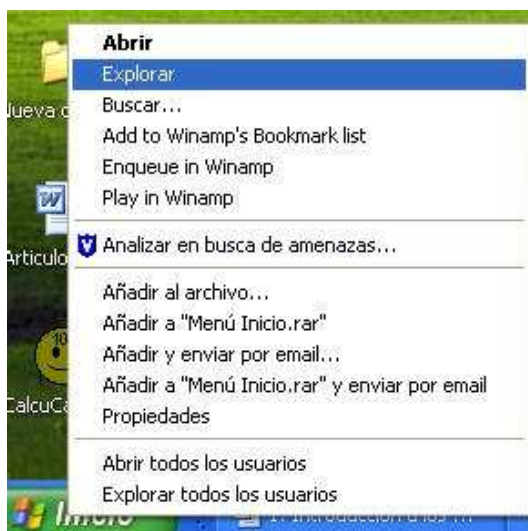 Abrir
Explorar
Buscar...
Add to Winamp's Bookmark list
Enqueue in Winamp
Play in Winamp
Analizar en busca de amenazas...
Añadir al archivo...
Añadir a "Menú Inicio.rar"
Añadir y enviar por email...
Añadir a "Menú Inicio.rar" y enviar por email
Propiedades
Abrir todos los usuarios
Explorar todos los usuarios
Articulo